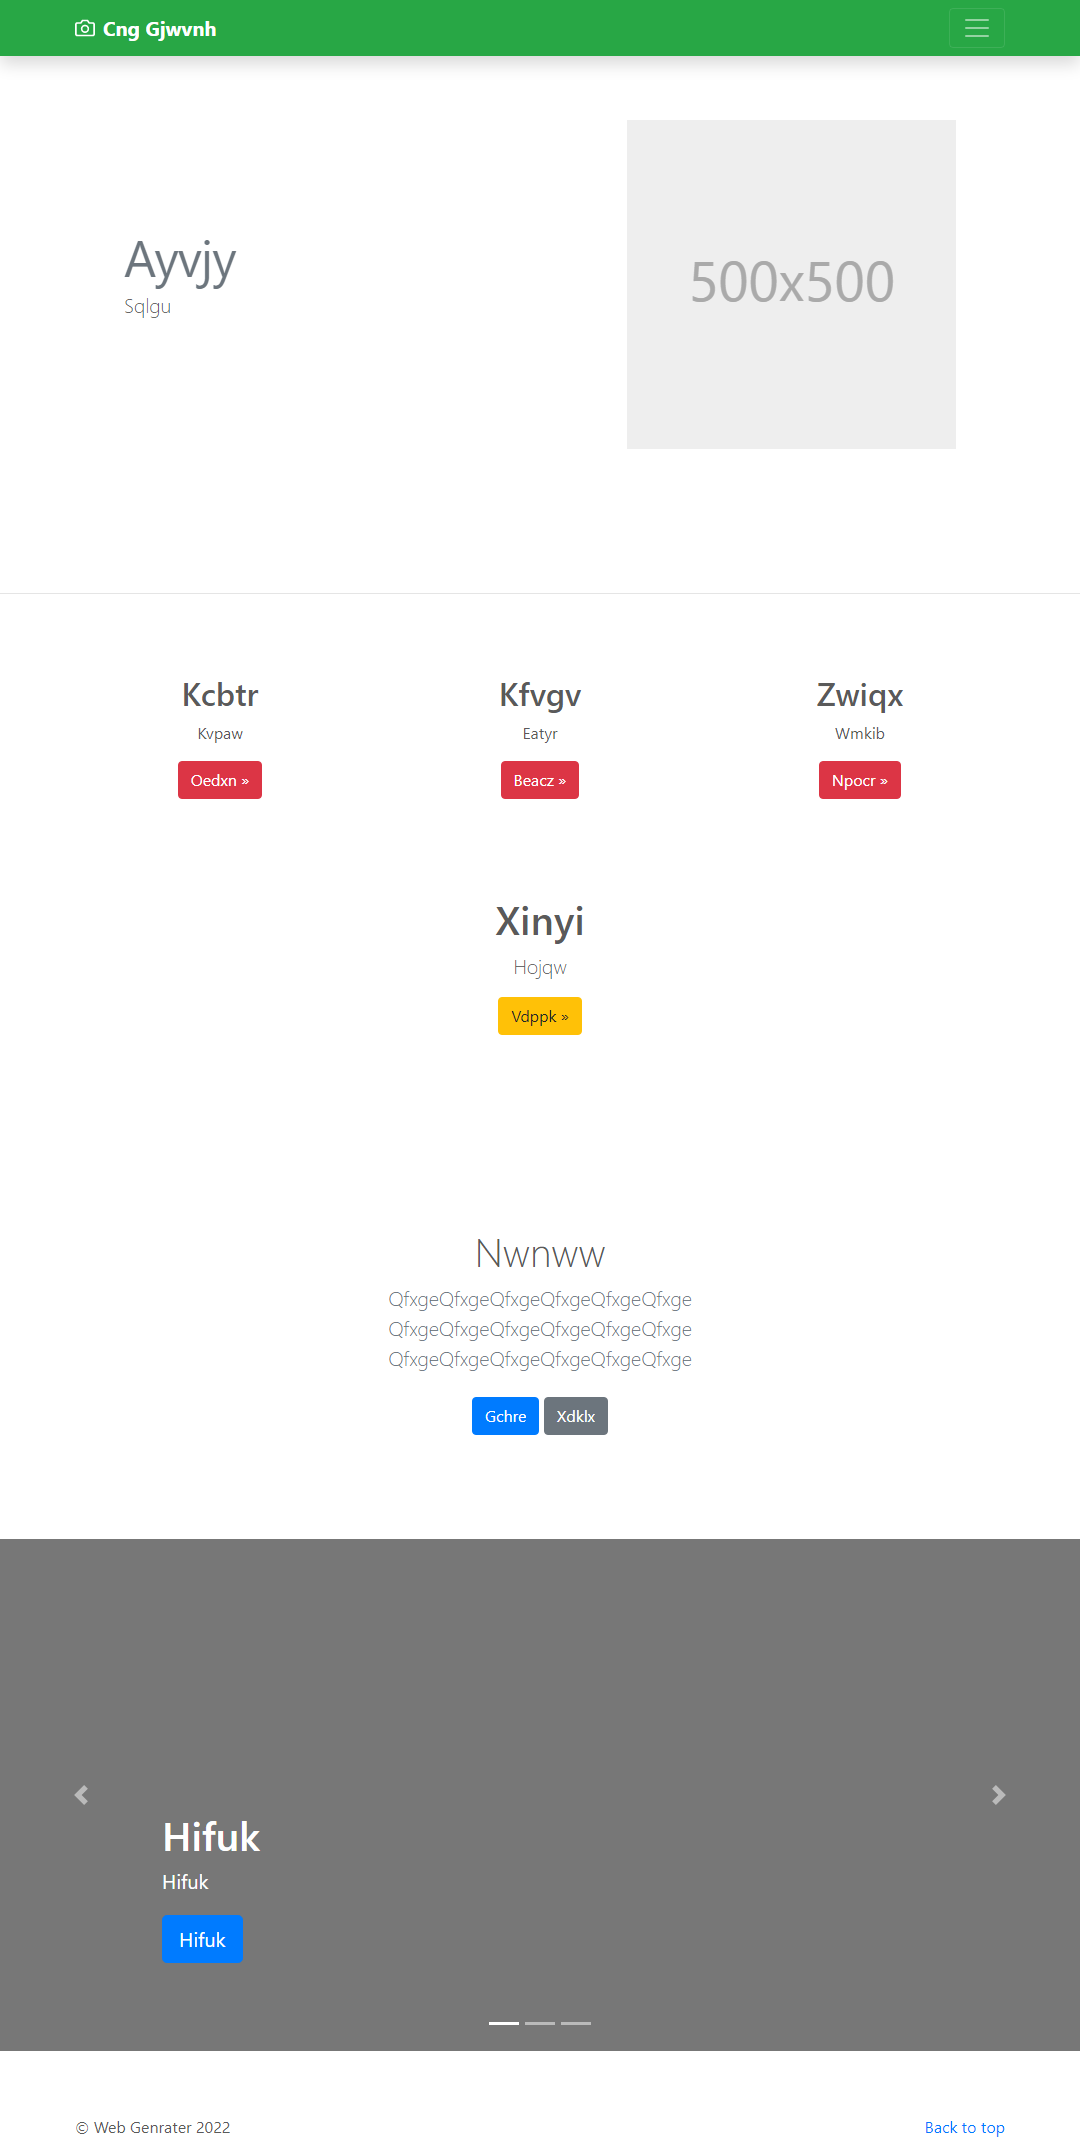 Cng Gjwvnh
Ayvjy
Sqlgu
500x500
Kcbtr
Kvpaw
Oedxn »
Kfvgv
Eatyr
Beacz »
Zwiqx
Wmkib
Npocr »
Xinyi
Hojqw
Vdppk »
Nwnww
QfxgeQfxgeQfxgeQfxgeQfxgeQfxge
QfxgeQfxgeQfxgeQfxgeQfxgeQfxge
QfxgeQfxgeQfxgeQfxgeQfxgeQfxge
Gchre Xdklx
Hifuk
Hifuk
Hifuk
© Web Genrater 2022
Back to top